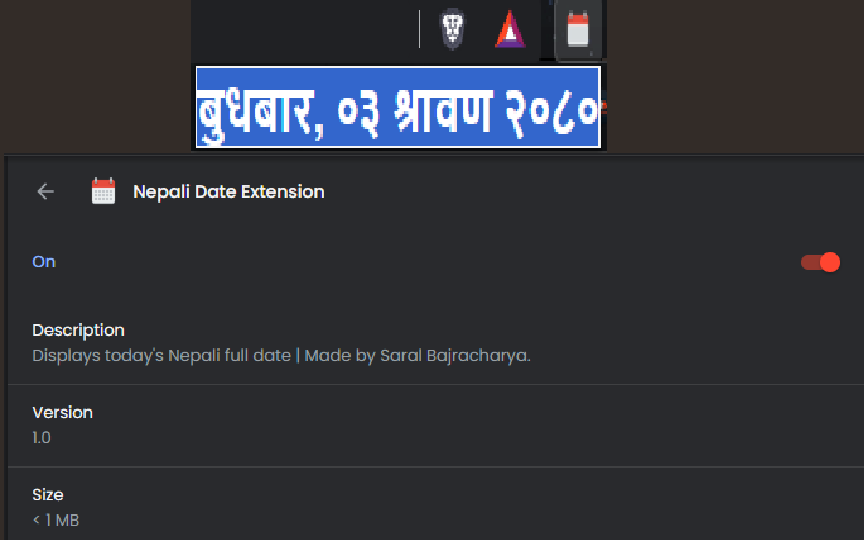 बुधबार, ०३ श्रावण २०८०
Nepali Date Extension
On
Description
Displays today's Nepali full date | Made by Saral Bajracharya.
Version
1.0
Size
< 1 MB